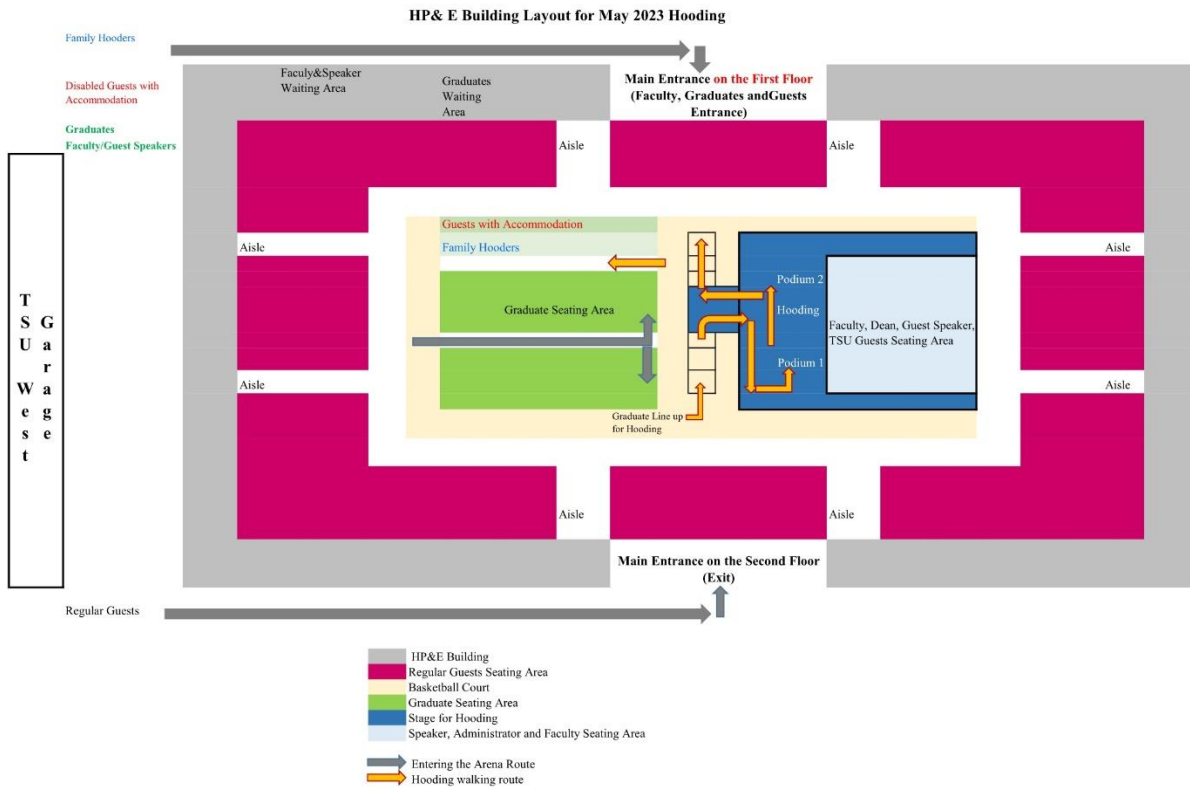 HP& E Building Layout for May 2023 Hooding
Family Hooders
Disabled Guests with
Accommodation
Graduates
Faculty/Guest Speakers
Faculy&Speaker
Waiting Area
Graduates
Waiting
Area
Main Entrance on the First Floor
(Faculty, Graduates andGuests
Entrance)
Aisle
Aisle
Guests with Accommodation
Family Hooders
Aisle
Aisle
Podium 2
Graduate Seating Area
Hooding
Faculty, Dean, Guest Speaker,
TSU Guests Seating Area
Podium 1
TSU West
Garage
Aisle
Aisle
Graduate Line up
for Hooding
Aisle
Aisle
Main Entrance on the Second Floor
(Exit)
Regular Guests
HP&E Building
Regular Guests Seating Area
Basketball Court
Graduate Seating Area
Stage for Hooding
Speaker, Administrator and Faculty Seating Area
Entering the Arena Route
Hooding walking route